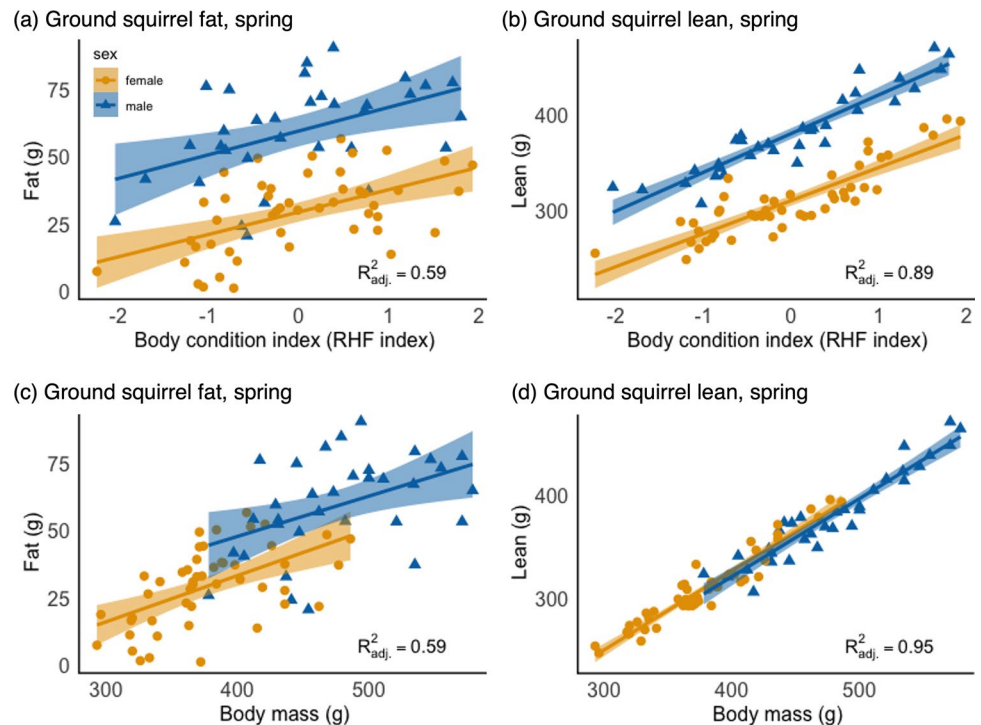 (a) Ground squirrel fat, spring
(b) Ground squirrel lean, spring
sex
female
male
Fat (g)
75
50
25
0
R²adj. = 0.59
-2 -1 0 1 2
Body condition index (RHF index)
Lean (g)
400
300
R²adj. = 0.89
-2 -1 0 1 2
Body condition index (RHF index)
(c) Ground squirrel fat, spring
(d) Ground squirrel lean, spring
Fat (g)
75
50
25
0
R²adj. = 0.59
300 400 500
Body mass (g)
Lean (g)
400
300
R²adj. = 0.95
300 400 500
Body mass (g)